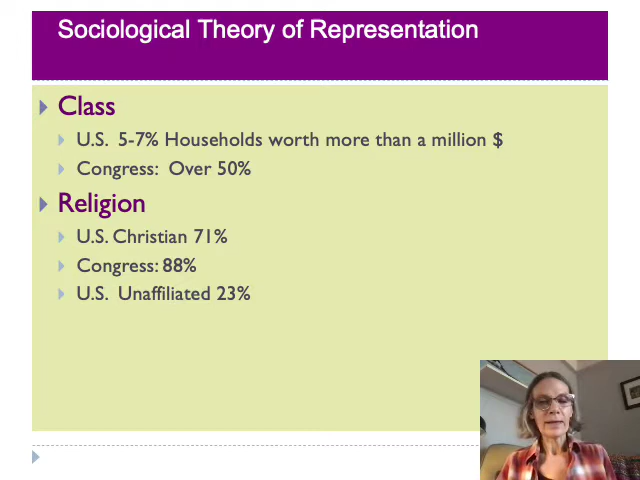 Sociological Theory of Representation
Class
U.S. 5-7% Households worth more than a million $
Congress: Over 50%
Religion
U.S. Christian 71%
Congress: 88%
U.S. Unaffiliated 23%